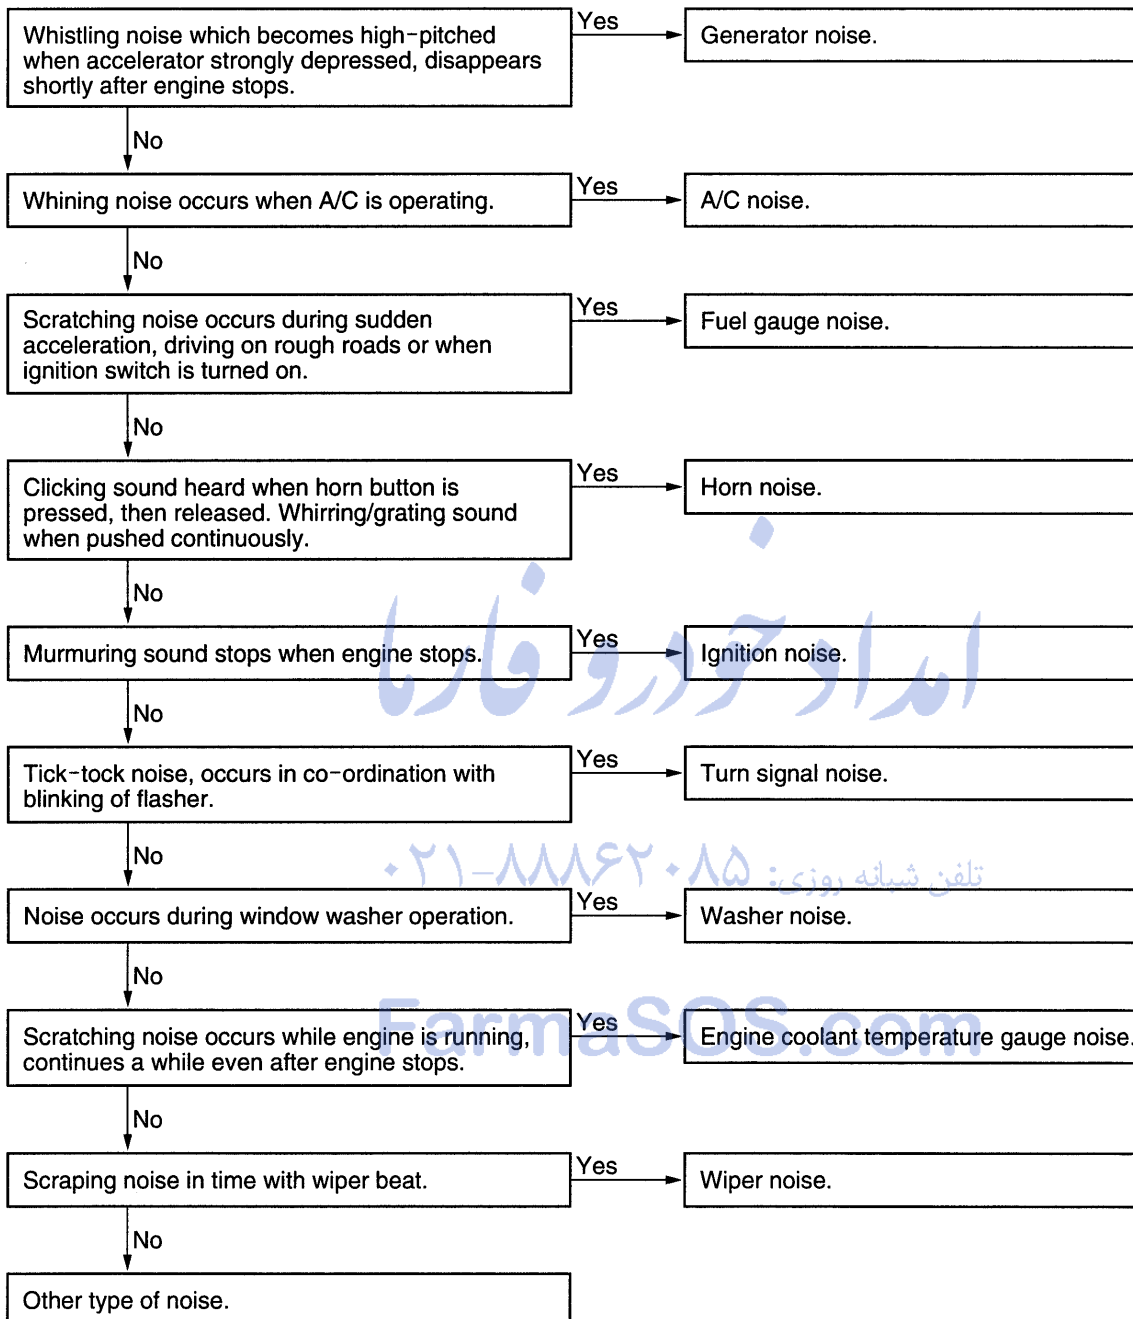 Whistling noise which becomes high-pitched
when accelerator strongly depressed, disappears
shortly after engine stops.
Yes
Generator noise.
No
Whining noise occurs when A/C is operating.
Yes
A/C noise.
No
Scratching noise occurs during sudden
acceleration, driving on rough roads or when
ignition switch is turned on.
Yes
Fuel gauge noise.
No
Clicking sound heard when horn button is
pressed, then released. Whirring/grating sound
when pushed continuously.
Yes
Horn noise.
No
Murmuring sound stops when engine stops.
Yes
Ignition noise.
امداد خودرو فارما
No
Tick-tock noise, occurs in co-ordination with
blinking of flasher.
Yes
Turn signal noise.
No
تلفن شبانه روزی: ۰۲۱-۸۸۸۶۲۰۸۵
Noise occurs during window washer operation.
Yes
Washer noise.
No
FarmaSOS.com
Scratching noise occurs while engine is running,
continues a while even after engine stops.
Yes
Engine coolant temperature gauge noise.
No
Scraping noise in time with wiper beat.
Yes
Wiper noise.
No
Other type of noise.